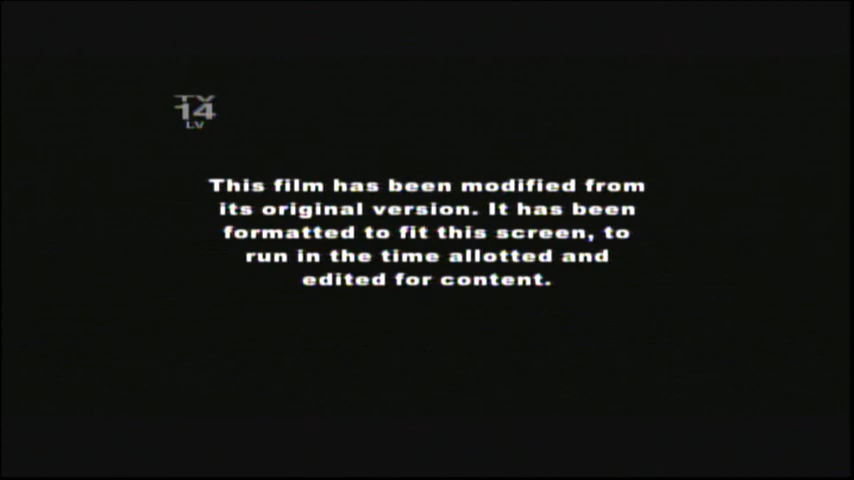 TV
14
LV
This film has been modified from
its original version. It has been
formatted to fit this screen, to
run in the time allotted and
edited for content.